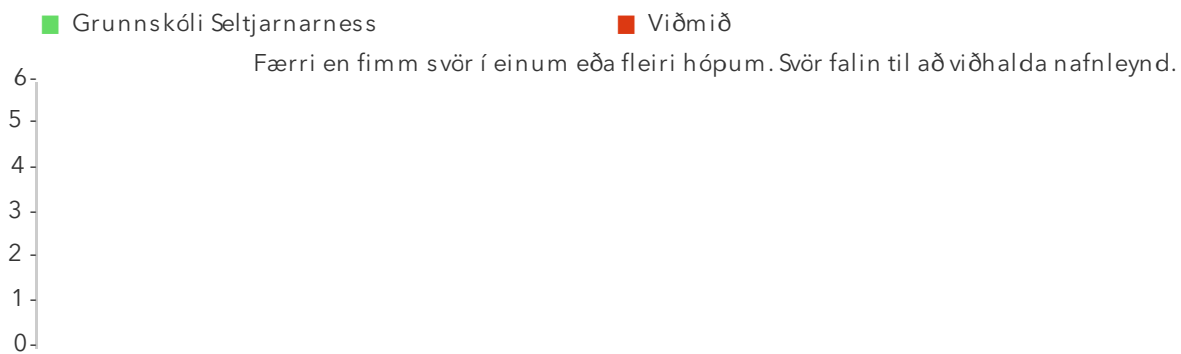 Grunnskóli Seltjarnarness
Viðmið
Færri en fimm svör í einum eða fleiri hópum. Svör falin til að viðhalda nafnleynd.
6
5
4
3
2
1
0